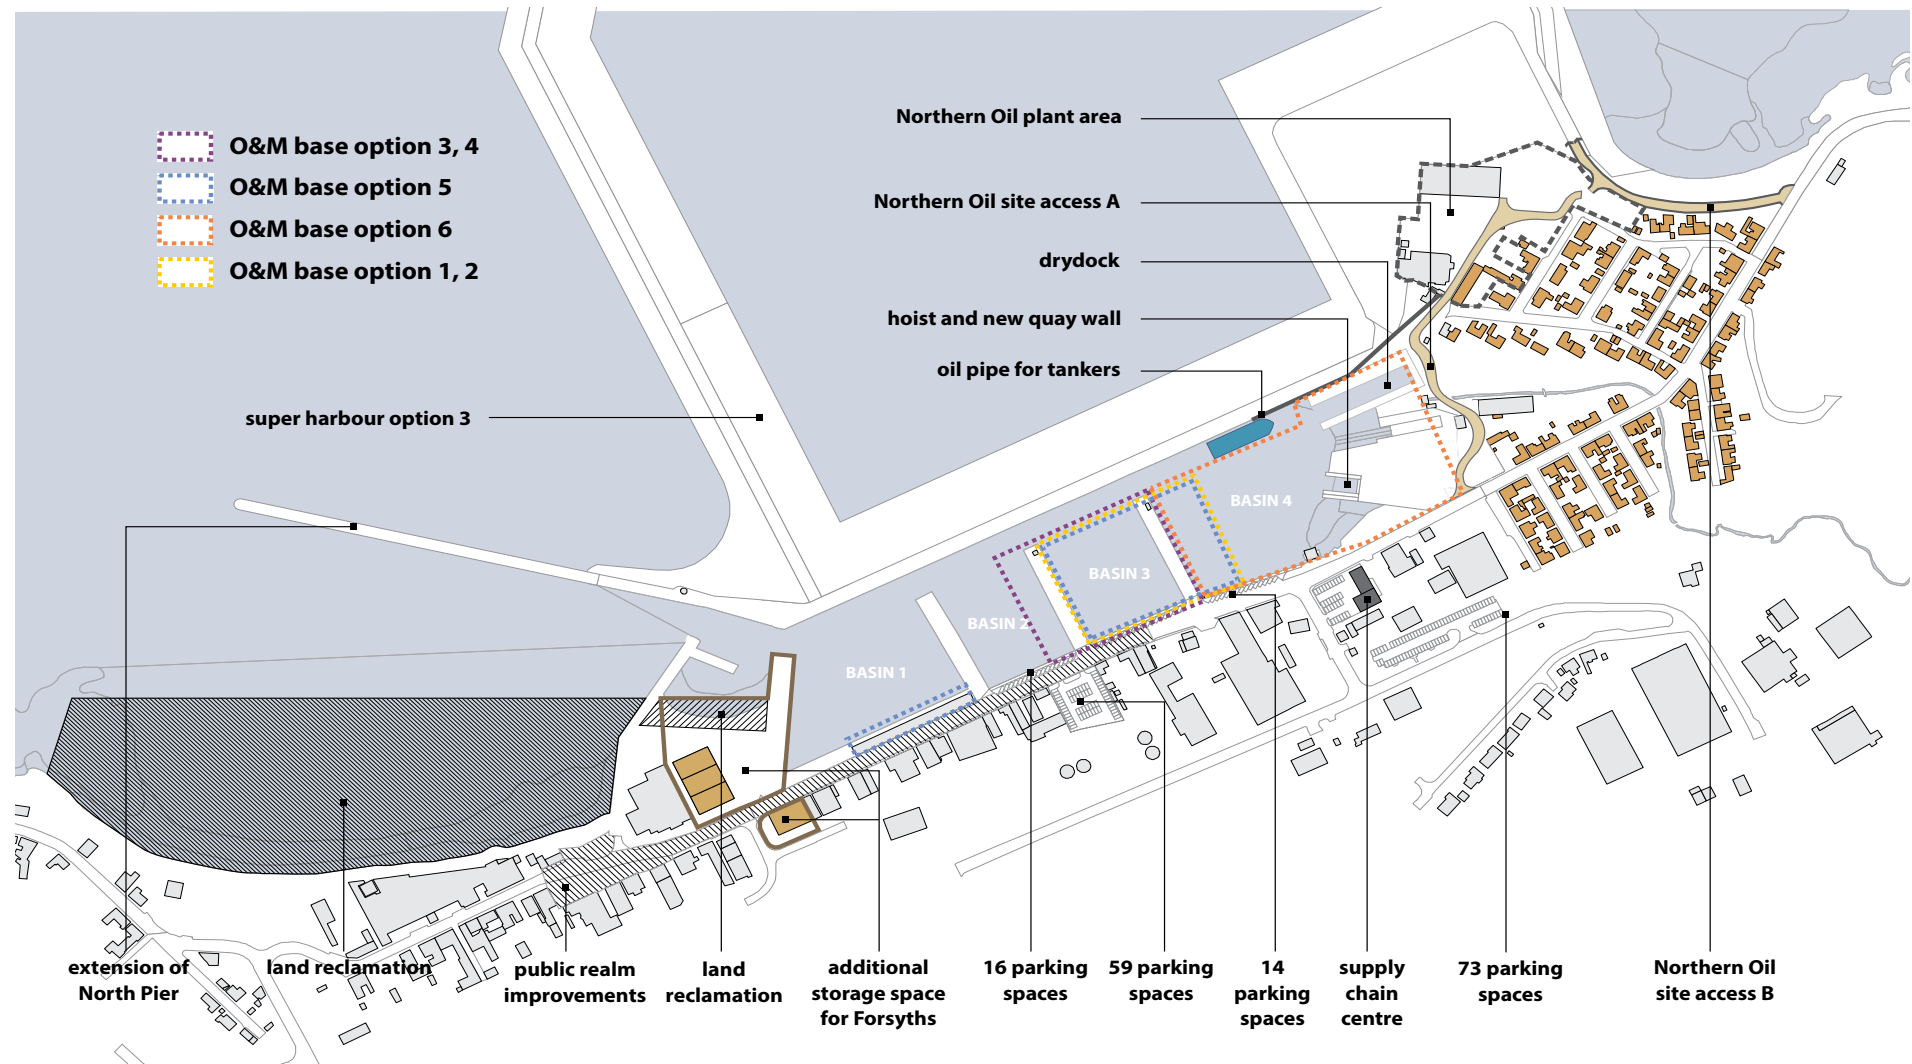 Northern Oil plant area
O&M base option 3, 4
O&M base option 5
O&M base option 6
O&M base option 1, 2
Northern Oil site access A
drydock
hoist and new quay wall
oil pipe for tankers
super harbour option 3
BASIN 4
BASIN 3
BASIN 2
BASIN 1
extension of
North Pier
land reclamation
public realm
improvements
land
reclamation
additional
storage space
for Forsyths
16 parking
spaces
59 parking
spaces
14
parking
spaces
supply
chain
centre
73 parking
spaces
Northern Oil
site access B